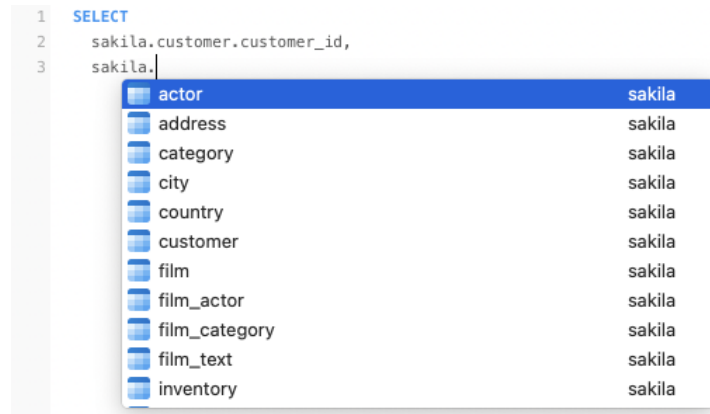 1 SELECT
2 sakila.customer.customer_id,
3 sakila.
actor sakila
address sakila
category sakila
city sakila
country sakila
customer sakila
film sakila
film_actor sakila
film_category sakila
film_text sakila
inventory sakila